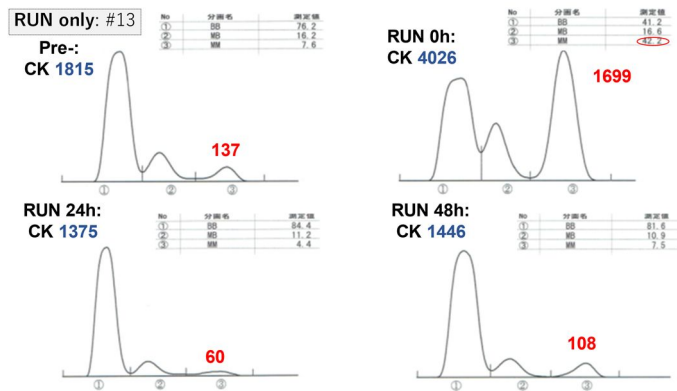 RUN only: #13
Pre-:
CK 1815
No 分画名 測定値
① BB 76.2
② MB 16.2
③ MM 7.6
137
① ② ③
RUN 0h:
CK 4026
No 分画名 測定値
① BB 41.2
② MB 16.6
③ MM 42.2
1699
① ② ③
RUN 24h:
CK 1375
No 分画名 測定値
① BB 84.4
② MB 11.2
③ MM 4.4
60
① ② ③
RUN 48h:
CK 1446
No 分画名 測定値
① BB 81.6
② MB 10.9
③ MM 7.5
108
① ② ③